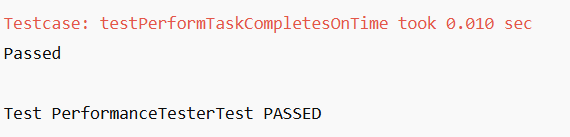 Testcase: testPerformTaskCompletesOnTime took 0.010 sec
Passed
Test PerformanceTesterTest PASSED